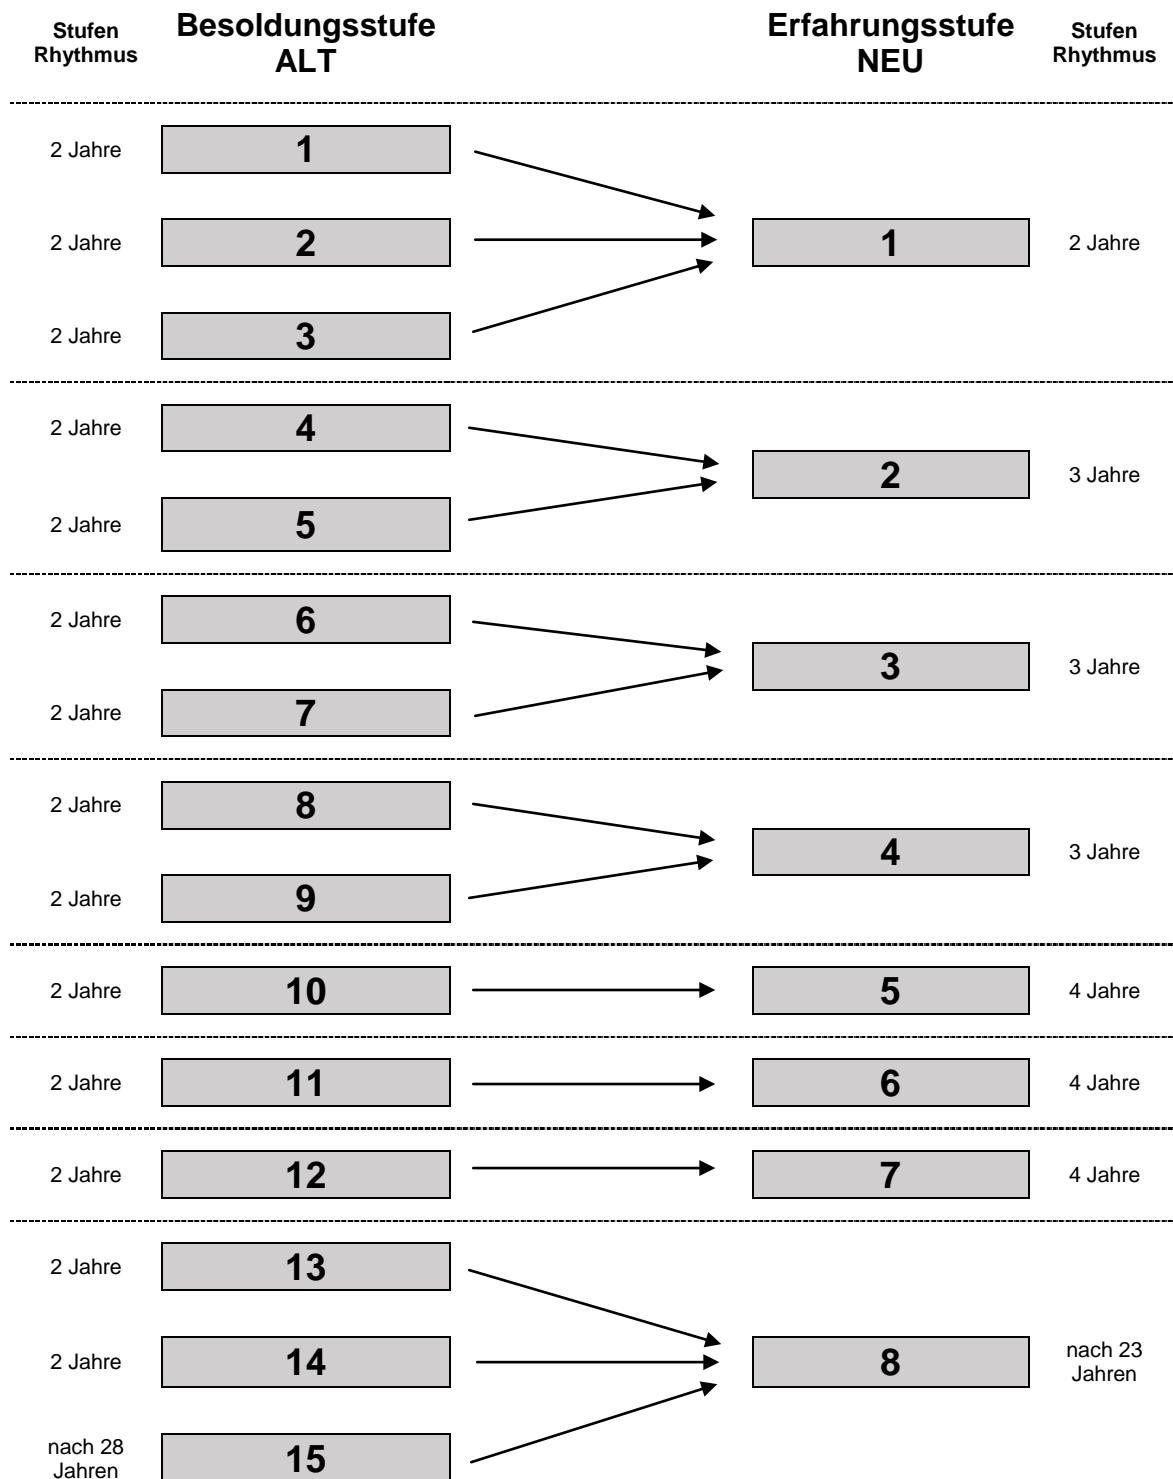 Stufen
Rhythmus
Besoldungsstufe
ALT
Erfahrungsstufe
NEU
Stufen
Rhythmus
2 Jahre
1
2 Jahre
2
1
2 Jahre
2 Jahre
3
2 Jahre
4
2
3 Jahre
2 Jahre
5
2 Jahre
6
3
3 Jahre
2 Jahre
7
2 Jahre
8
4
3 Jahre
2 Jahre
9
2 Jahre
10
5
4 Jahre
2 Jahre
11
6
4 Jahre
2 Jahre
12
7
4 Jahre
2 Jahre
13
2 Jahre
14
8
nach 23
Jahren
nach 28
Jahren
15